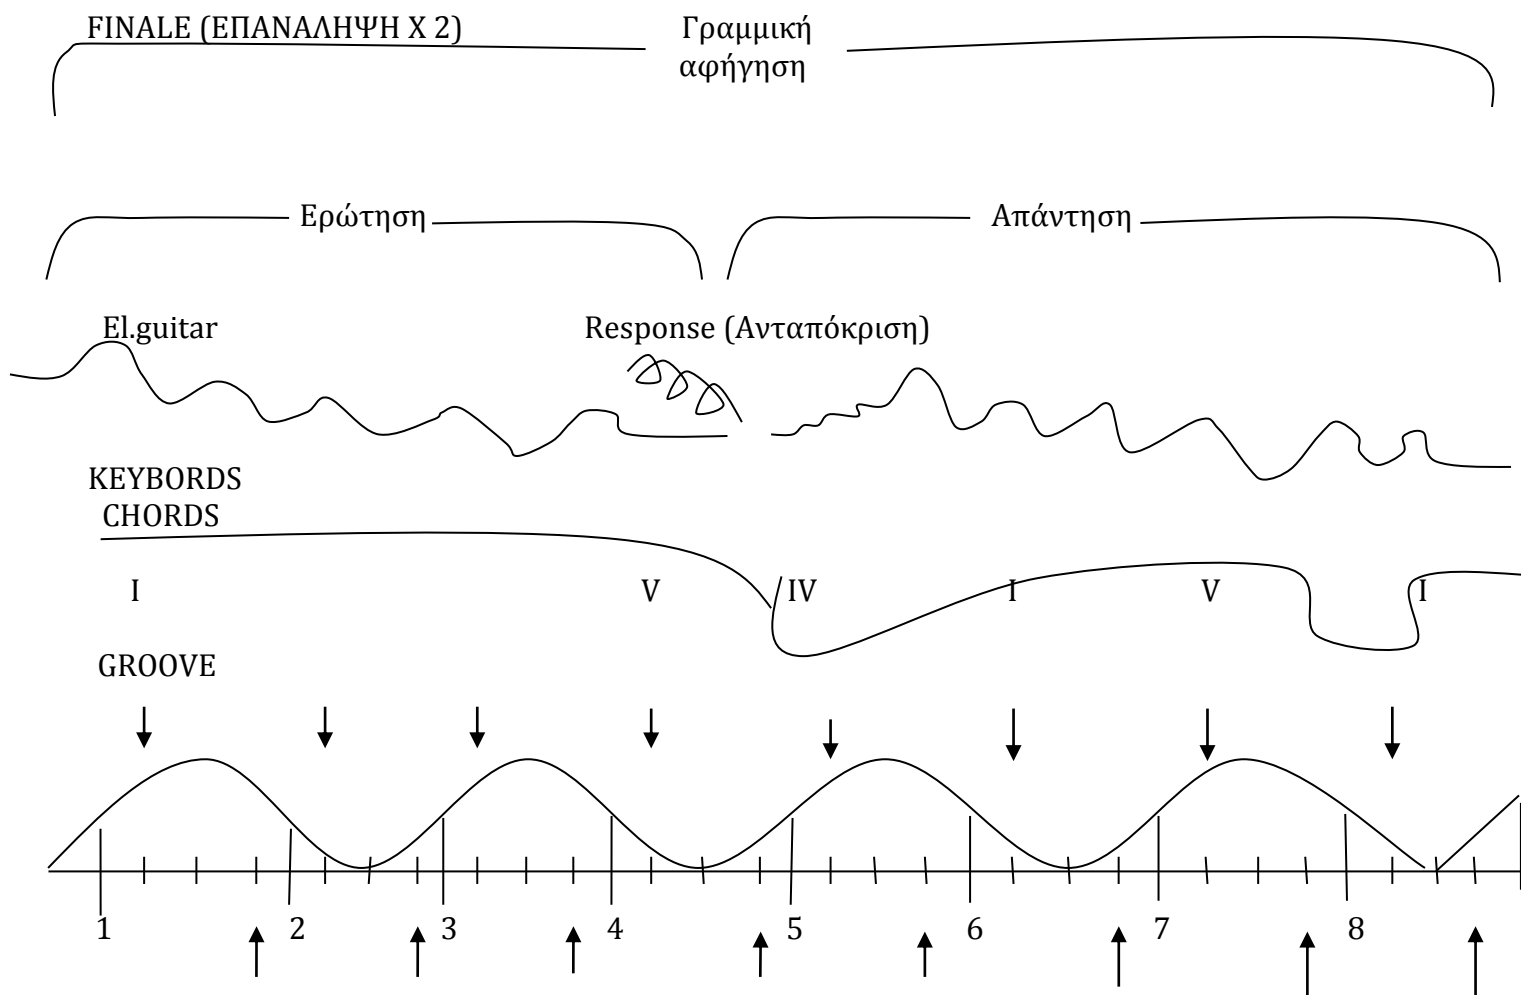 FINALE (ΕΠΑΝΑΛΗΨΗ Χ 2)
Γραμμική
αφήγηση
Ερώτηση
Απάντηση
El.guitar
Response (Ανταπόκριση)
KEYBORDS
CHORDS
I V IV I V I
GROOVE
1 2 3 4 5 6 7 8